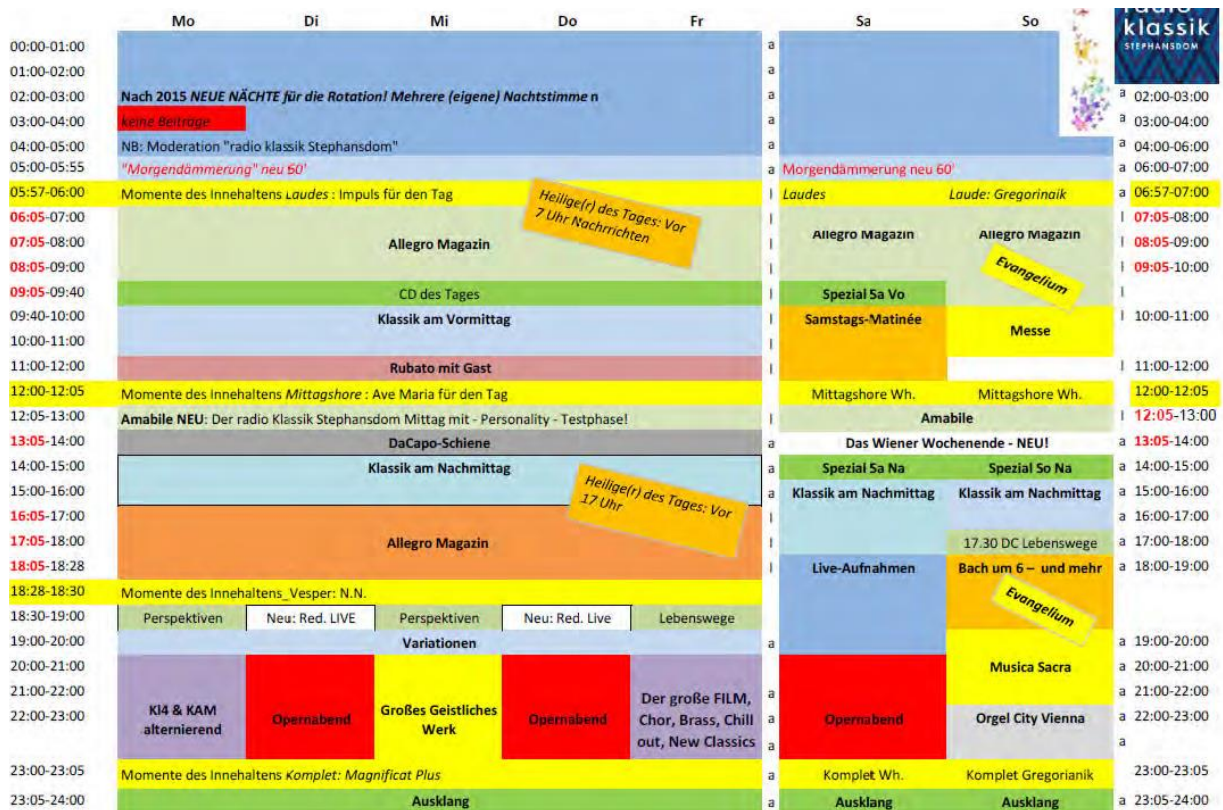 Mo Di Mi Do Fr Sa So
radio
klassik
STEPHANSDOM
00:00-01:00 a
01:00-02:00 a
02:00-03:00 Nach 2015 NEUE NÄCHTE für die Rotation! Mehrere (eigene) Nachtstimmen a a 02:00-03:00
03:00-04:00 keine Beiträge a a 03:00-04:00
04:00-05:00 NB: Moderation "radio klassik Stephansdom" a a 04:00-06:00
05:00-05:55 "Morgendämmerung" neu 60' a Morgendämmerung neu 60' a 06:00-07:00
05:57-06:00 Momente des Innehaltens Laudes : Impuls für den Tag l Laudes Laude: Gregorinaik a 06:57-07:00
Heilige(r) des Tages: Vor
7 Uhr Nachrrichten
06:05-07:00 l l 07:05-08:00
07:05-08:00 Allegro Magazin l Allegro Magazin Allegro Magazin l 08:05-09:00
08:05-09:00 l Evangelium l 09:05-10:00
09:05-09:40 CD des Tages l Spezial Sa Vo l
09:40-10:00 Klassik am Vormittag l Samstags-Matinée Messe l 10:00-11:00
10:00-11:00 l
11:00-12:00 Rubato mit Gast l l 11:00-12:00
12:00-12:05 Momente des Innehaltens Mittagshore : Ave Maria für den Tag l Mittagshore Wh. Mittagshore Wh. 12:00-12:05
12:05-13:00 Amabile NEU: Der radio Klassik Stephansdom Mittag mit - Personality - Testphase! l Amabile l 12:05-13:00
13:05-14:00 DaCapo-Schiene a Das Wiener Wochenende - NEU! a 13:05-14:00
14:00-15:00 Klassik am Nachmittag a Spezial Sa Na Spezial So Na a 14:00-15:00
15:00-16:00 a Klassik am Nachmittag Klassik am Nachmittag a 15:00-16:00
Heilige(r) des Tages: Vor
17 Uhr
16:05-17:00 l a 16:00-17:00
17:05-18:00 Allegro Magazin l 17.30 DC Lebenswege a 17:00-18:00
18:05-18:28 l Live-Aufnahmen Bach um 6 – und mehr a 18:00-19:00
18:28-18:30 Momente des Innehaltens_Vesper: N.N. Evangelium
18:30-19:00 Perspektiven Neu: Red. LIVE Perspektiven Neu: Red. Live Lebenswege
19:00-20:00 Variationen a a 19:00-20:00
20:00-21:00 Musica Sacra a 20:00-21:00
21:00-22:00 a a 21:00-22:00
22:00-23:00 KI4 & KAM
alternierend Opernabend Großes Geistliches
Werk Opernabend Der große FILM,
Chor, Brass, Chill
out, New Classics a Opernabend Orgel City Vienna a 22:00-23:00
a a
23:00-23:05 Momente des Innehaltens Komplet: Magnificat Plus a Komplet Wh. Komplet Gregorianik 23:00-23:05
23:05-24:00 Ausklang a Ausklang Ausklang a 23:05-24:00